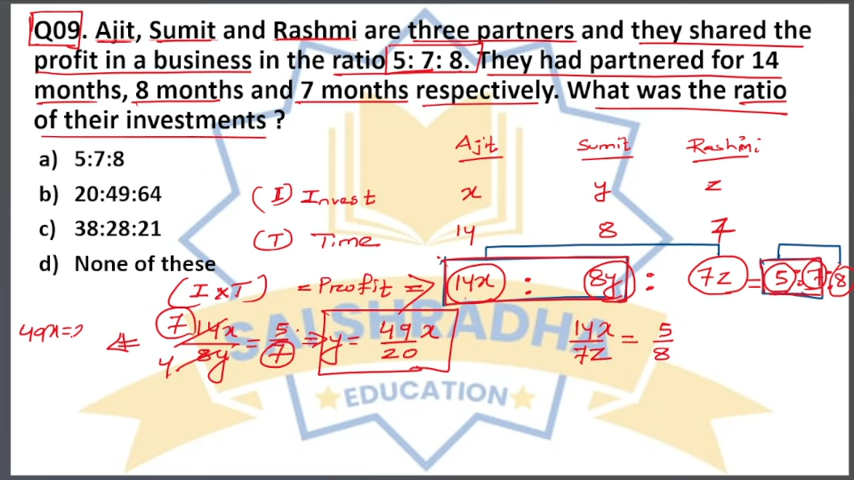 Q09. Ajit, Sumit and Rashmi are three partners and they shared the
profit in a business in the ratio 5: 7: 8. They had partnered for 14
months, 8 months and 7 months respectively. What was the ratio
of their investments ?
Ajit Sumit Rashmi
a) 5:7:8
b) 20:49:64
(I) Invest x y z
c) 38:28:21
(T) Time 14 8 7
d) None of these
(I×T) = Profit => 14x : 8y : 7z = 5:7:8
49x=> 7 14x/8y = 5/7 => y = 49x/20
4
14x/7z = 5/8
SAISHRADHA
EDUCATION